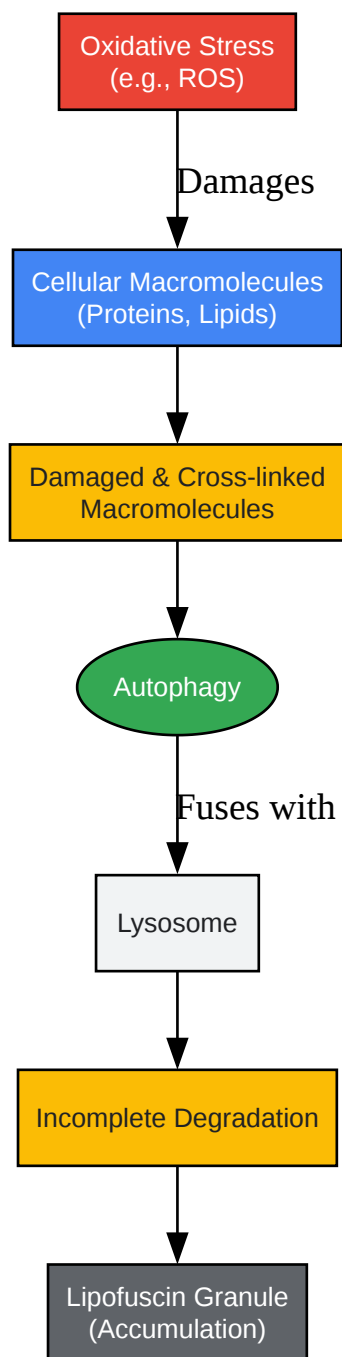 Oxidative Stress
(e.g., ROS)
Damages
Cellular Macromolecules
(Proteins, Lipids)
Damaged & Cross-linked
Macromolecules
Autophagy
Fuses with
Lysosome
Incomplete Degradation
Lipofuscin Granule
(Accumulation)